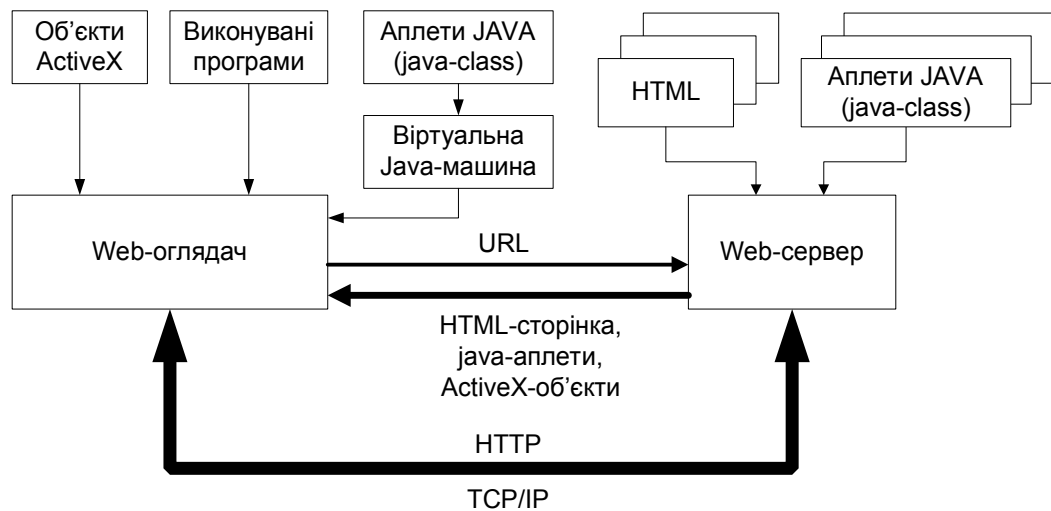 Об’єкти
ActiveX
Виконувані
програми
Аплети JAVA
(java-class)
HTML
Аплети JAVA
(java-class)
Віртуальна
Java-машина
Web-оглядач
URL
Web-сервер
HTML-сторінка,
java-аплети,
ActiveX-об’єкти
HTTP
TCP/IP